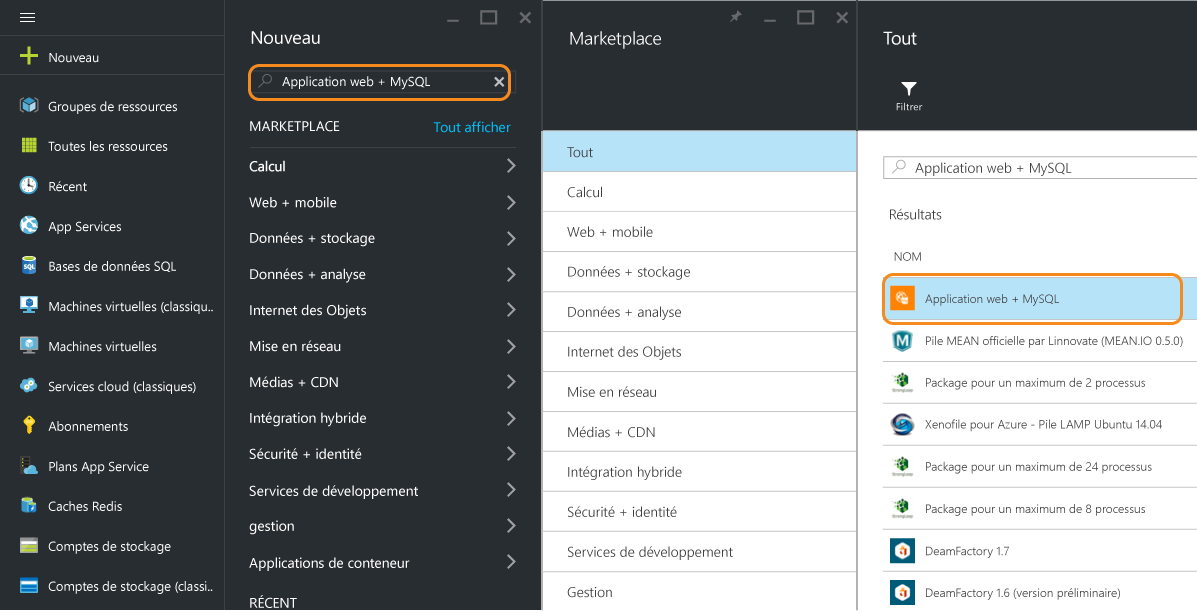 Nouveau
Groupes de ressources
Toutes les ressources
Récent
App Services
Bases de données SQL
Machines virtuelles (classiqu..
Machines virtuelles
Services cloud (classiques)
Abonnements
Plans App Service
Caches Redis
Comptes de stockage
Comptes de stockage (classi..
Nouveau
Application web + MySQL
MARKETPLACE
Tout afficher
Calcul
Web + mobile
Données + stockage
Données + analyse
Internet des Objets
Mise en réseau
Médias + CDN
Intégration hybride
Sécurité + identité
Services de développement
gestion
Applications de conteneur
RÉCENT
Marketplace
Tout
Calcul
Web + mobile
Données + stockage
Données + analyse
Internet des Objets
Mise en réseau
Médias + CDN
Intégration hybride
Sécurité + identité
Services de développement
Gestion
Tout
Filtrer
Application web + MySQL
Résultats
NOM
Application web + MySQL
Pile MEAN officielle par Linnovate (MEAN.IO 0.5.0)
Package pour un maximum de 2 processus
Xenofile pour Azure - Pile LAMP Ubuntu 14.04
Package pour un maximum de 24 processus
Package pour un maximum de 8 processus
DeamFactory 1.7
DeamFactory 1.6 (version préliminaire)